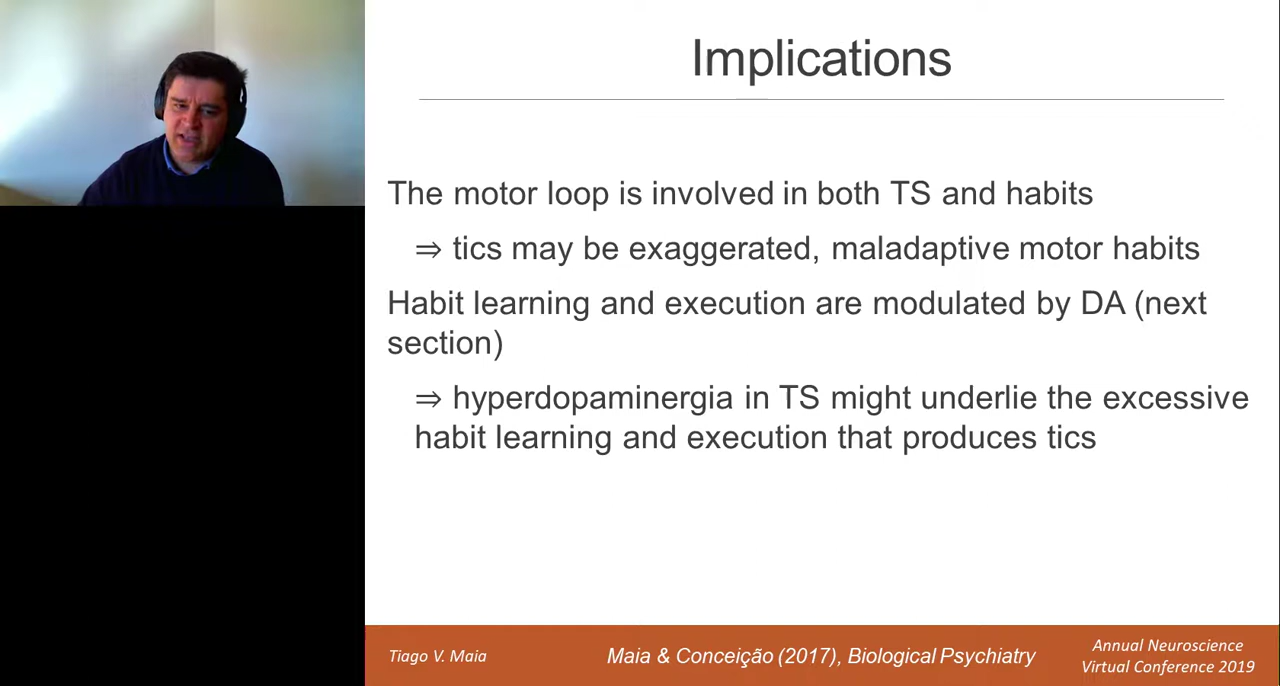 Implications
The motor loop is involved in both TS and habits
⇒ tics may be exaggerated, maladaptive motor habits
Habit learning and execution are modulated by DA (next
section)
⇒ hyperdopaminergia in TS might underlie the excessive
habit learning and execution that produces tics
Tiago V. Maia
Maia & Conceição (2017), Biological Psychiatry
Annual Neuroscience
Virtual Conference 2019